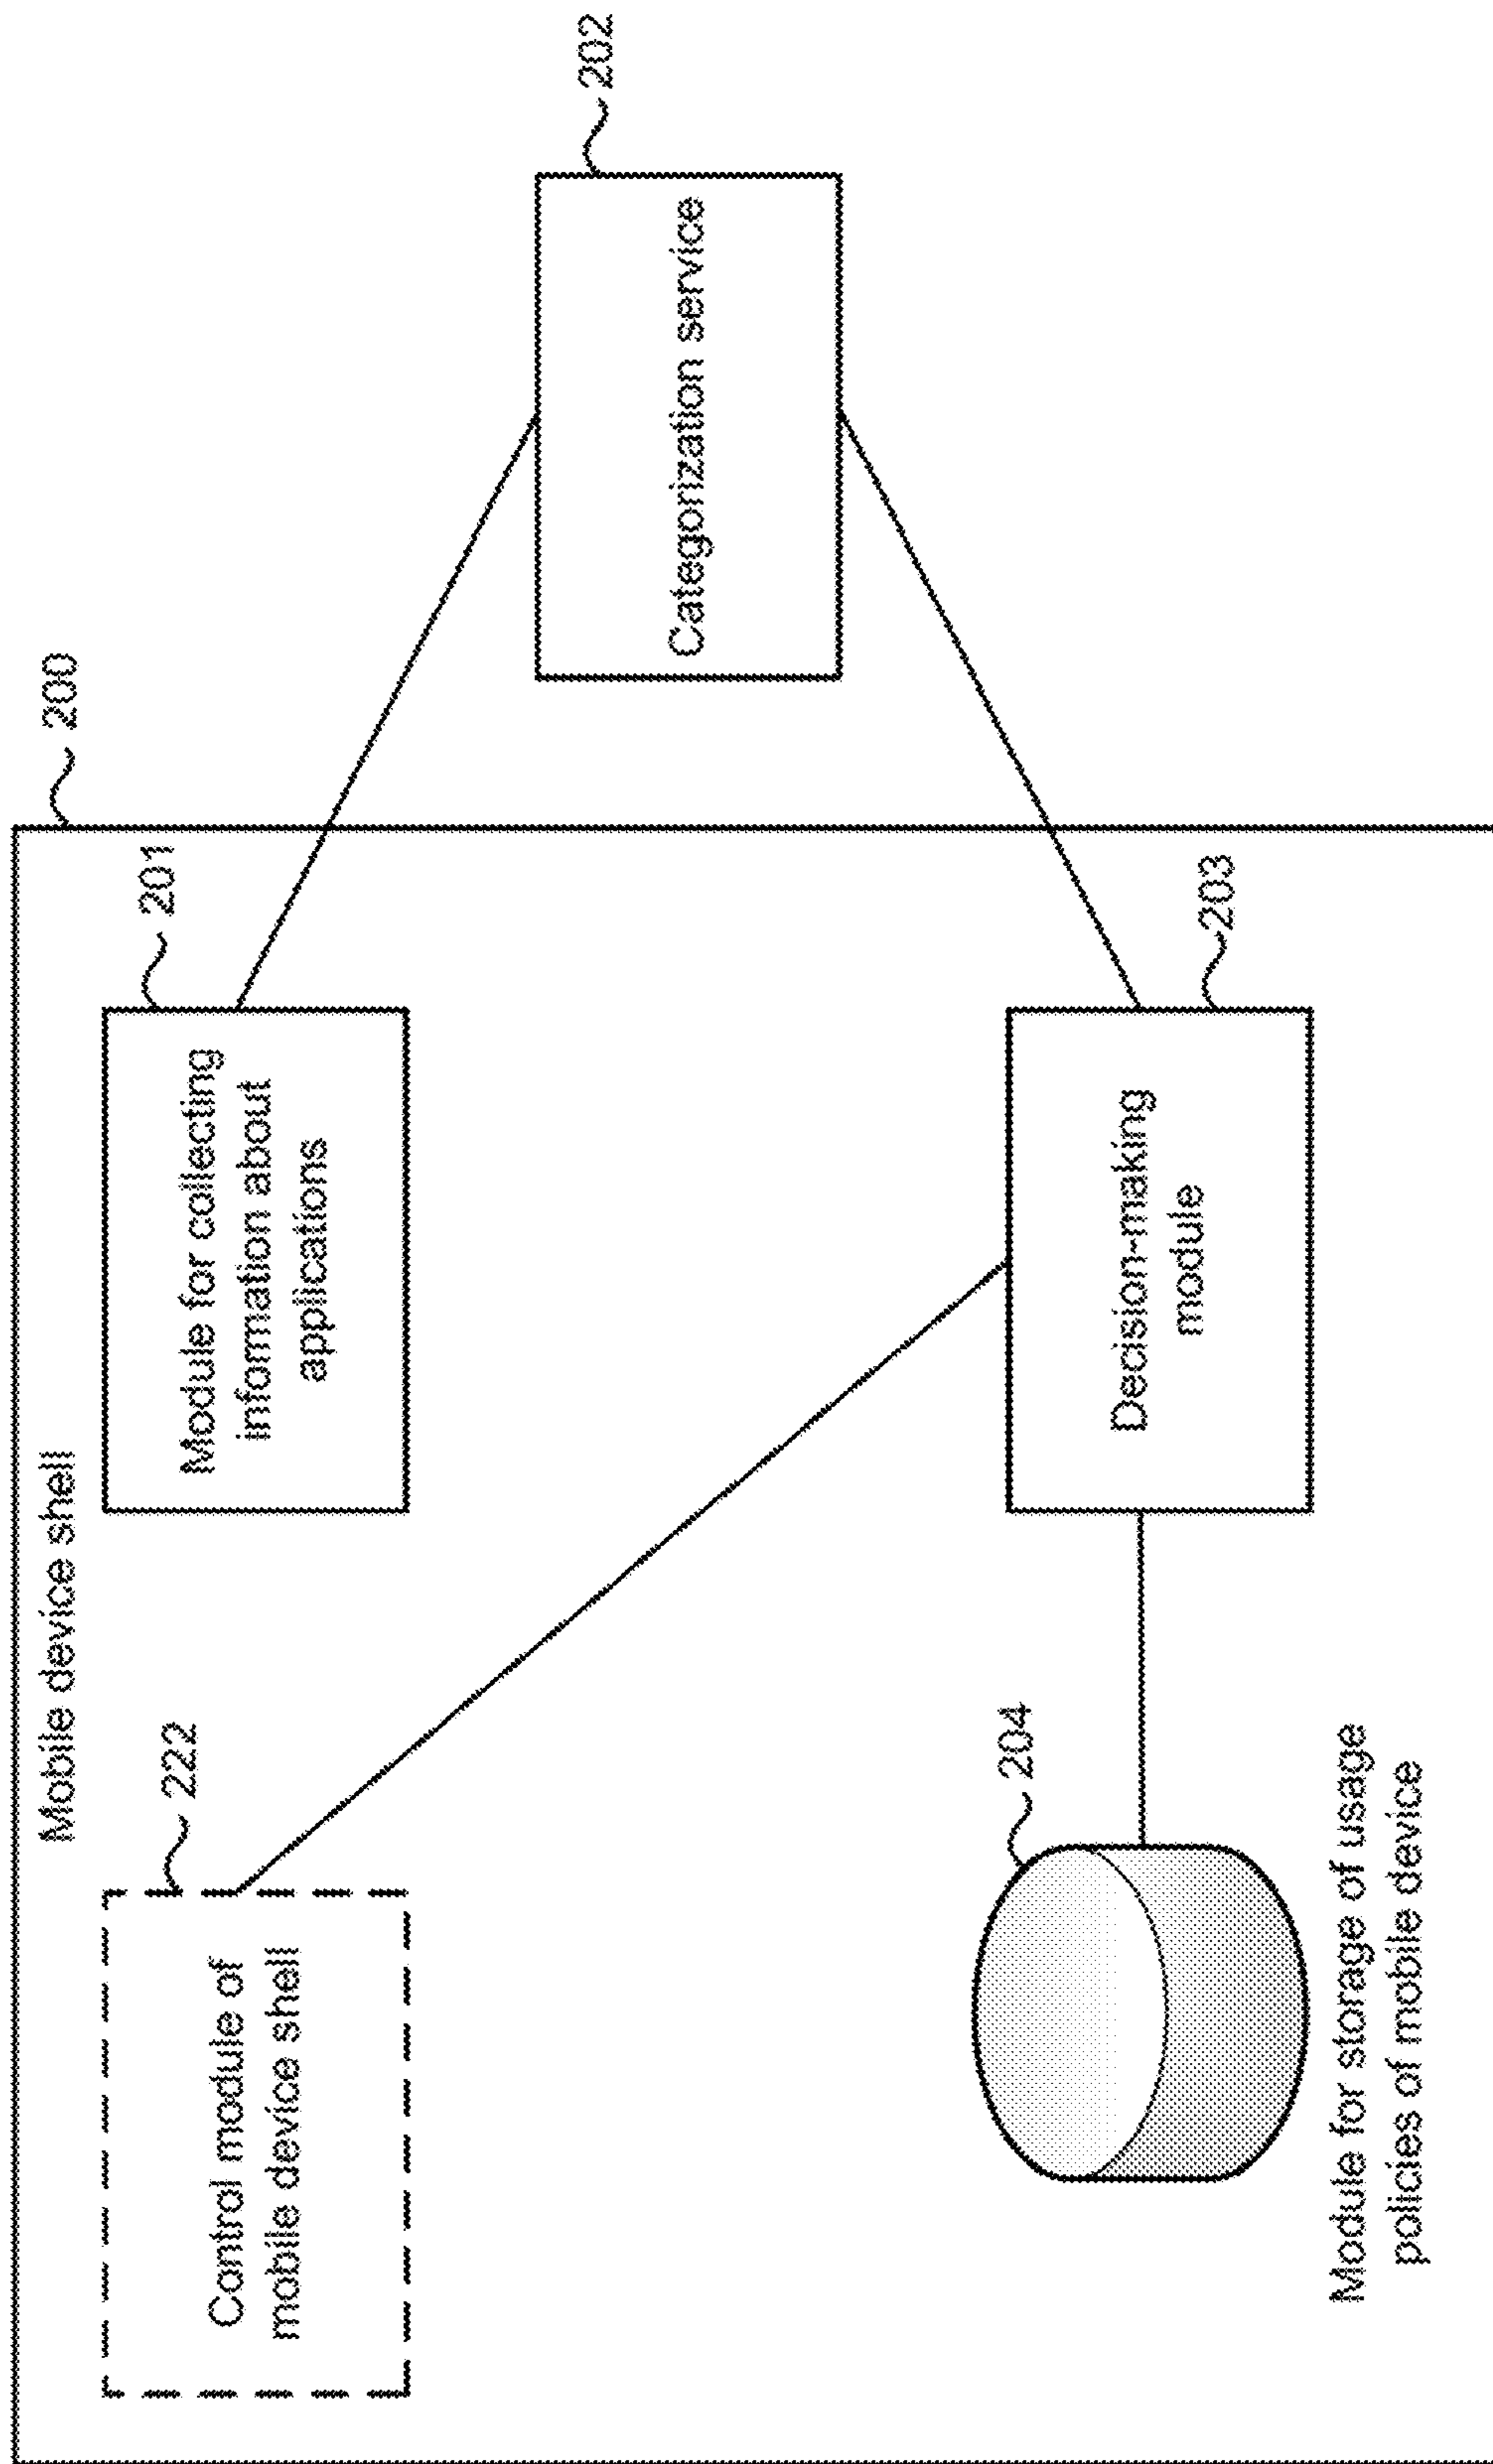 Mobile device shell
200
222
Control module of
mobile device shell
201
Module for collecting
information about
applications
202
Categorization service
204
Module for storage of usage
policies of mobile device
203
Decision-making
module